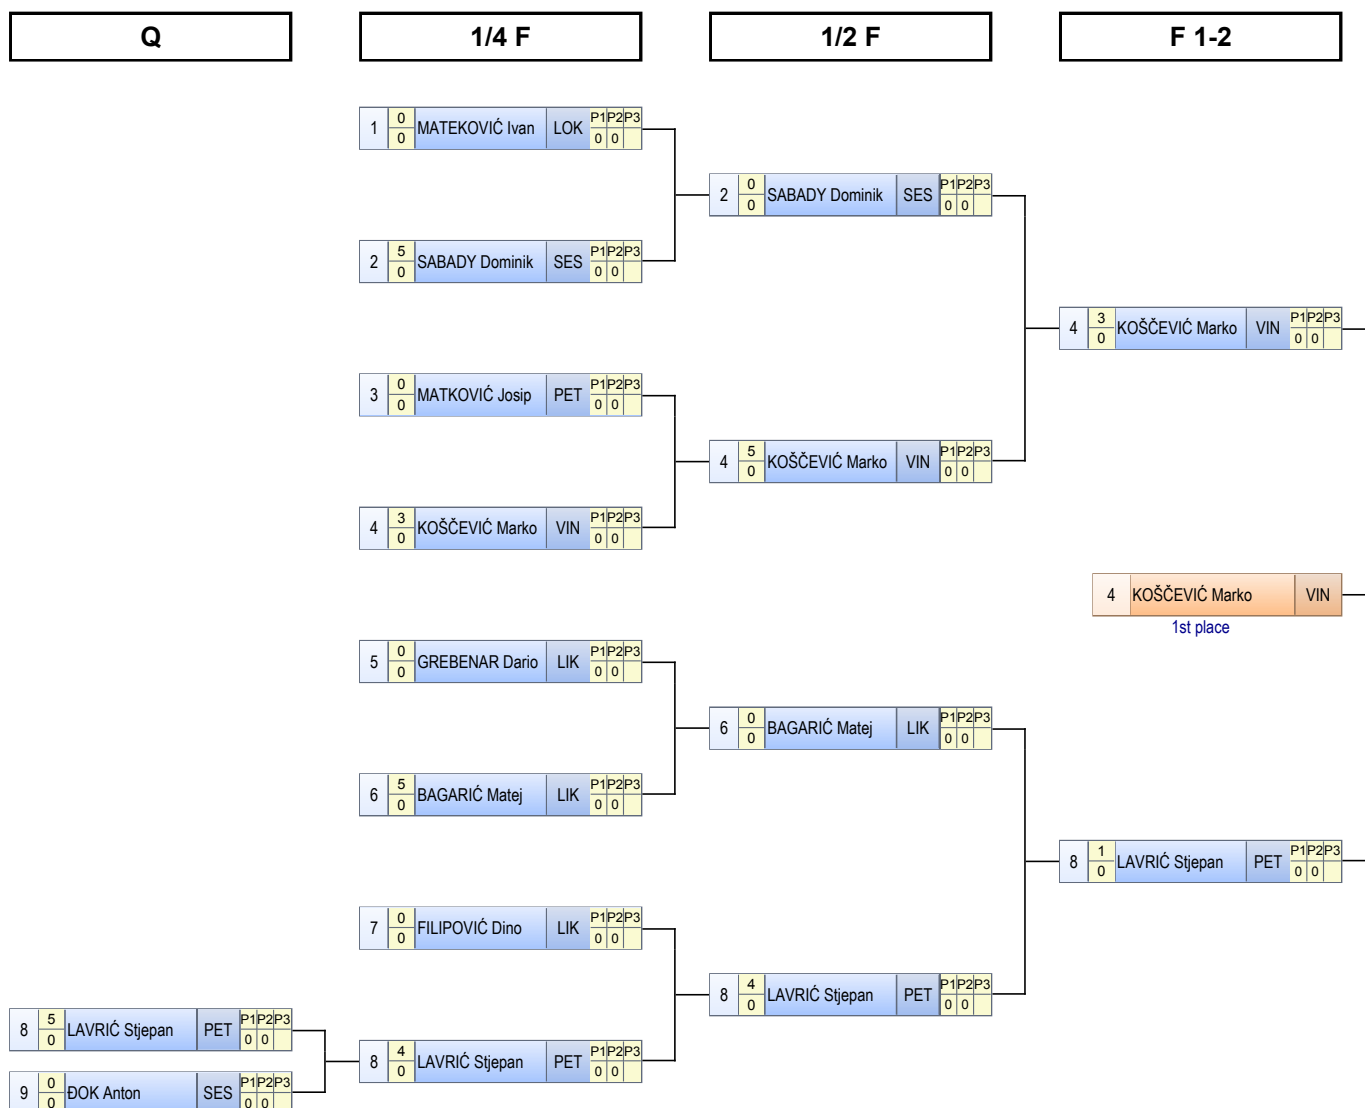 Q 1/4 F 1/2 F F 1-2
1 0 0 MATEKOVIĆ Ivan LOK P1 P2 P3 0 0
2 0 0 SABADY Dominik SES P1 P2 P3 0 0
2 5 0 SABADY Dominik SES P1 P2 P3 0 0
4 3 0 KOŠČEVIĆ Marko VIN P1 P2 P3 0 0
3 0 0 MATKOVIĆ Josip PET P1 P2 P3 0 0
4 5 0 KOŠČEVIĆ Marko VIN P1 P2 P3 0 0
4 3 0 KOŠČEVIĆ Marko VIN P1 P2 P3 0 0
4 KOŠČEVIĆ Marko VIN
1st place
5 0 0 GREBENAR Dario LIK P1 P2 P3 0 0
6 0 0 BAGARIĆ Matej LIK P1 P2 P3 0 0
6 5 0 BAGARIĆ Matej LIK P1 P2 P3 0 0
8 1 0 LAVRIĆ Stjepan PET P1 P2 P3 0 0
7 0 0 FILIPOVIĆ Dino LIK P1 P2 P3 0 0
8 4 0 LAVRIĆ Stjepan PET P1 P2 P3 0 0
8 5 0 LAVRIĆ Stjepan PET P1 P2 P3 0 0
8 4 0 LAVRIĆ Stjepan PET P1 P2 P3 0 0
9 0 0 ĐOK Anton SES P1 P2 P3 0 0